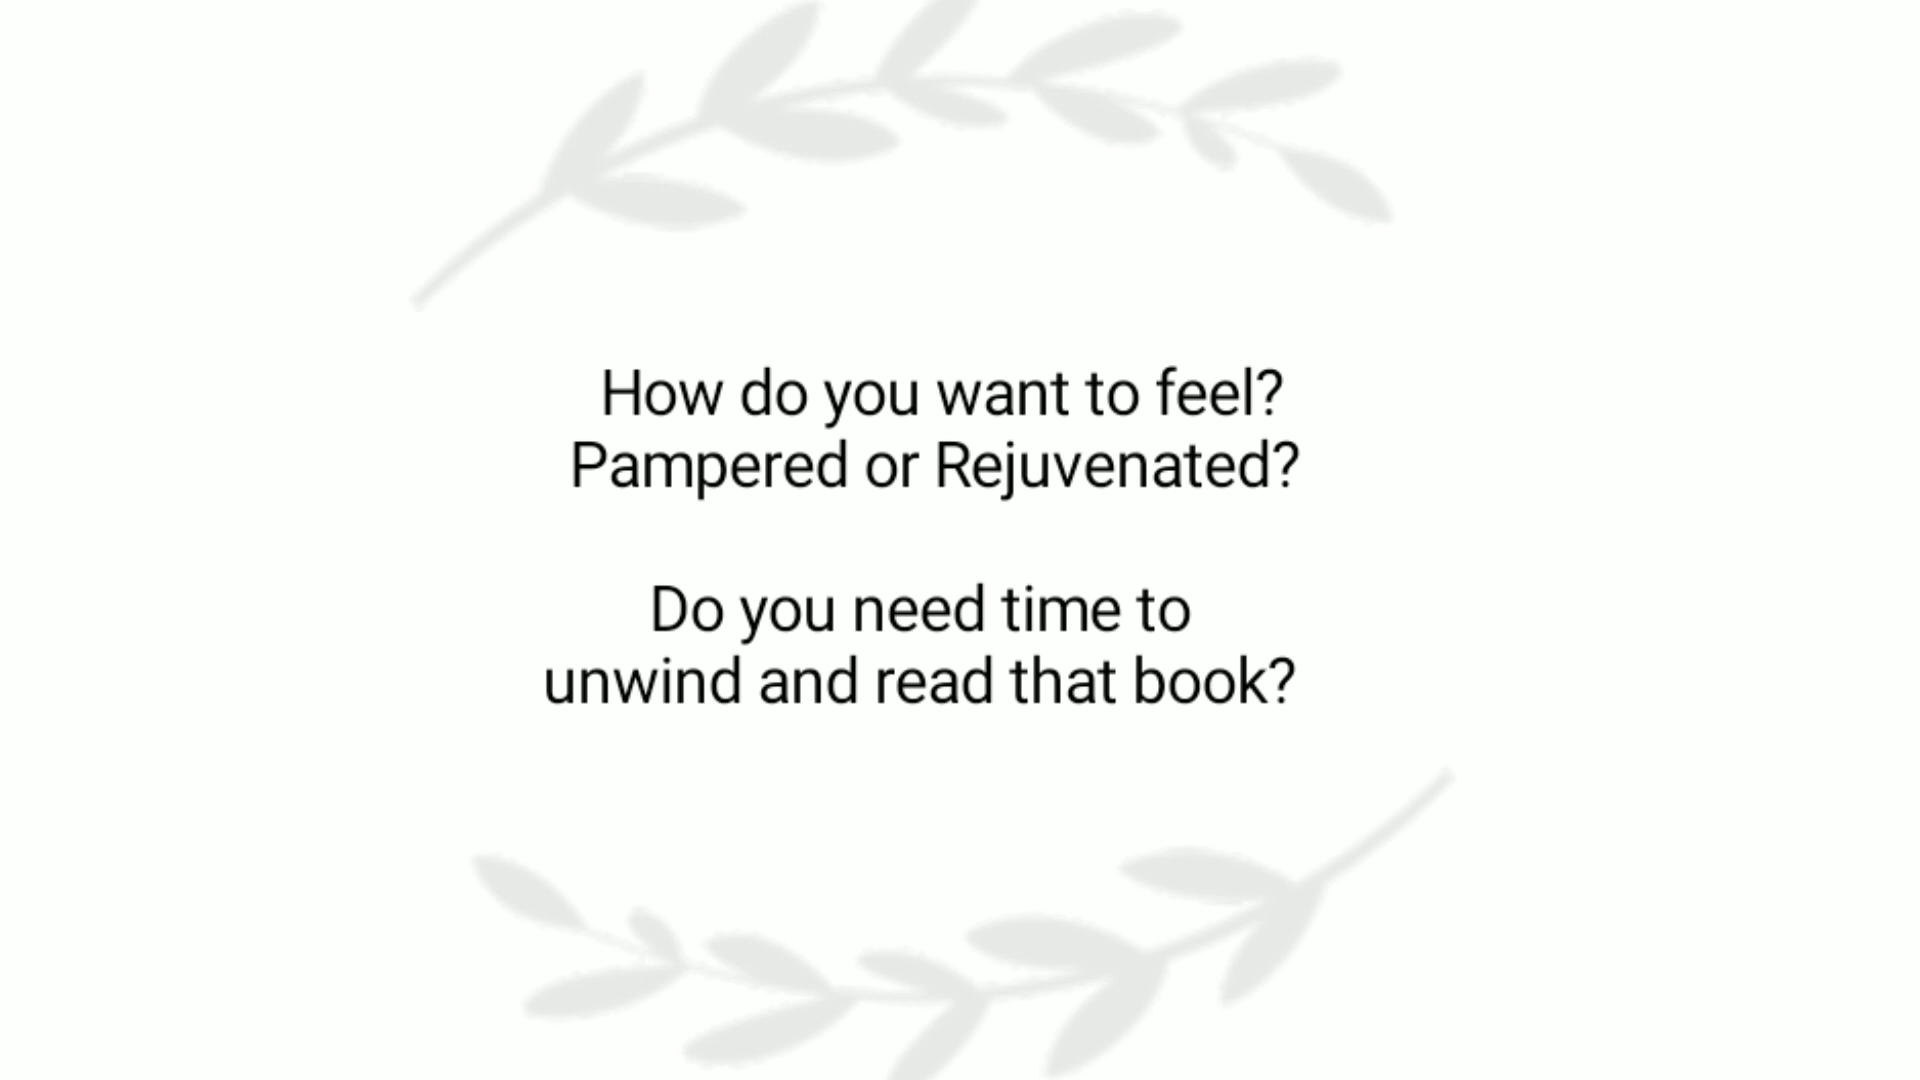 How do you want to feel?
Pampered or Rejuvenated?
Do you need time to
unwind and read that book?